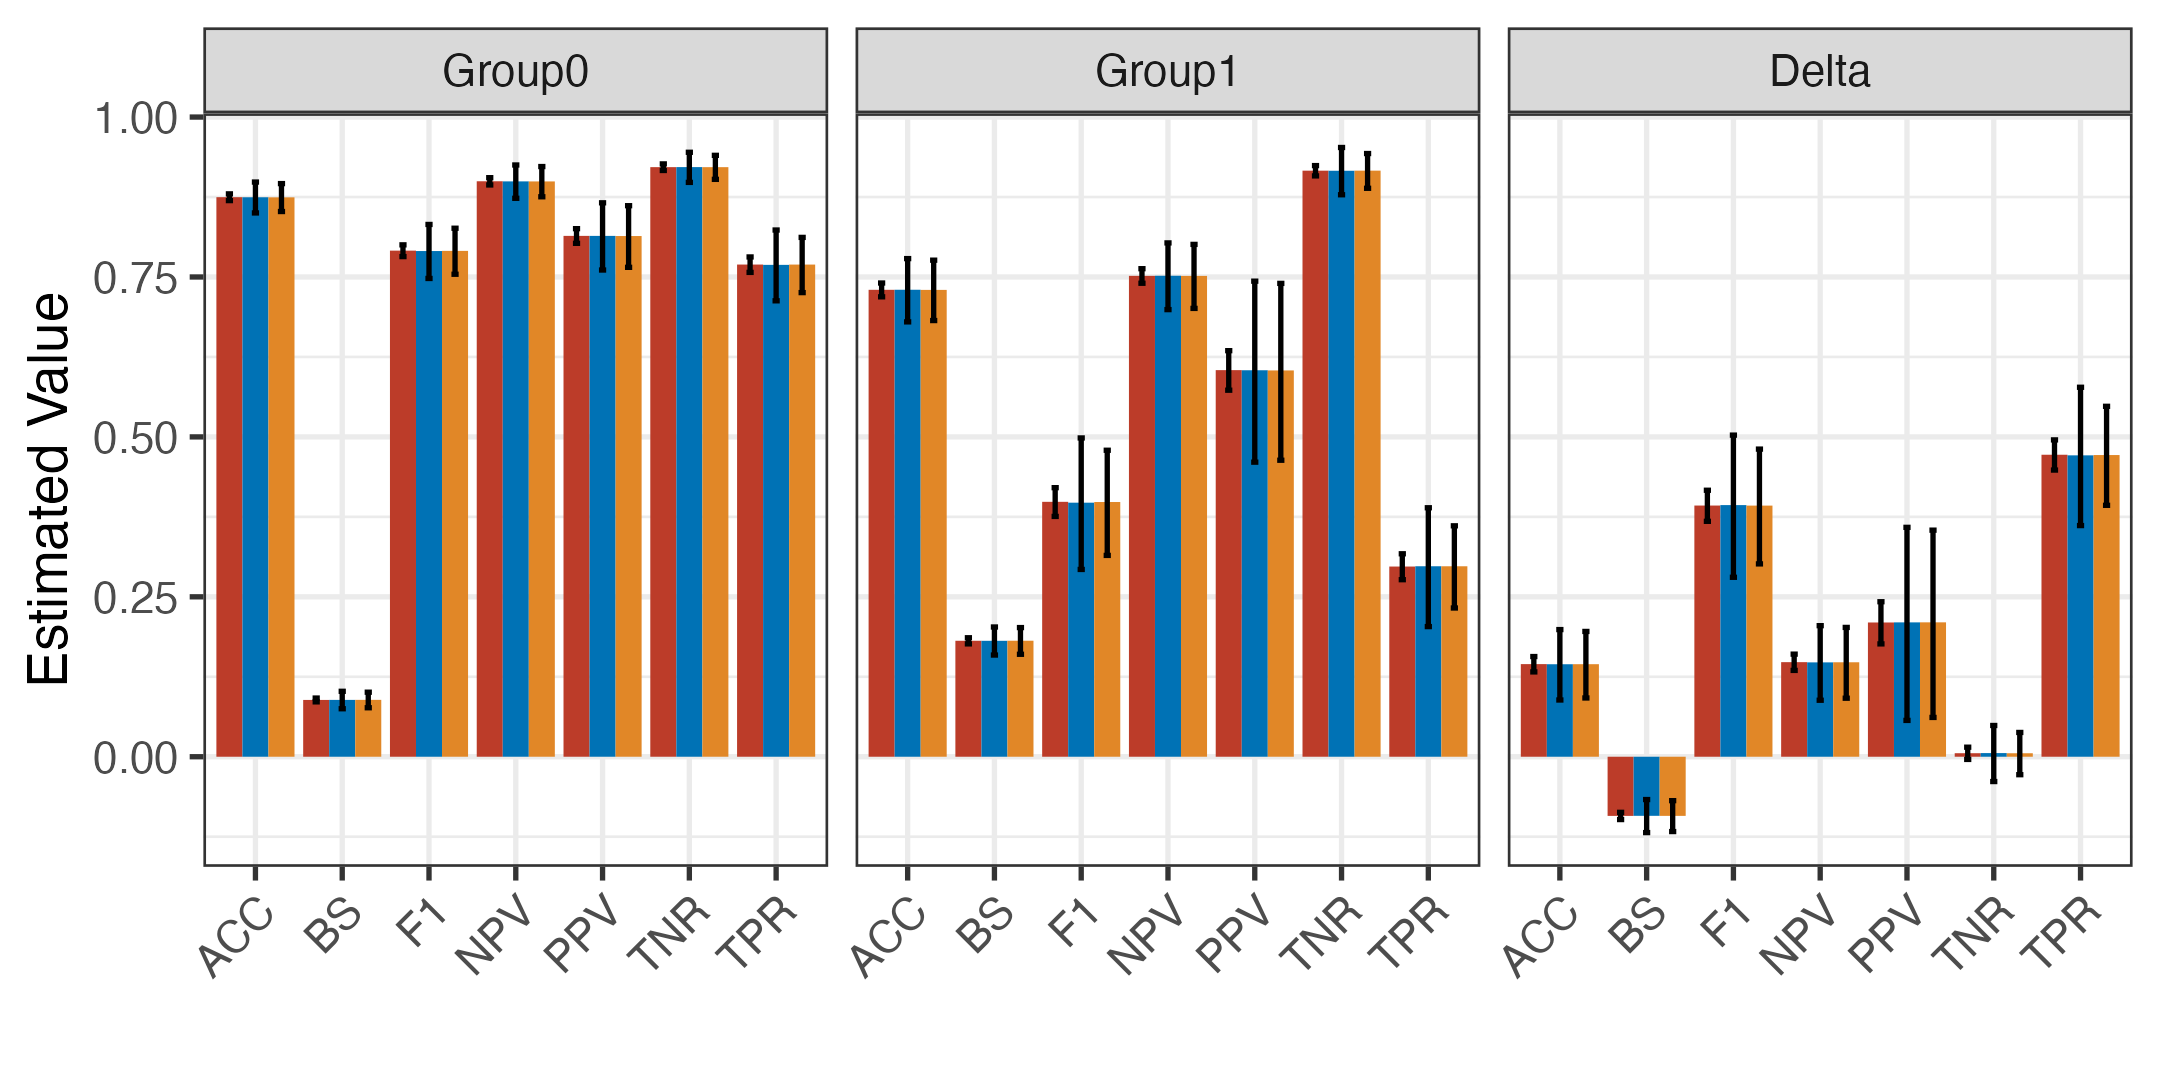 Group0 Group1 Delta
Estimated Value
1.00
0.75
0.50
0.25
0.00
ACC BS F1 NPV PPV TNR TPR ACC BS F1 NPV PPV TNR TPR ACC BS F1 NPV PPV TNR TPR